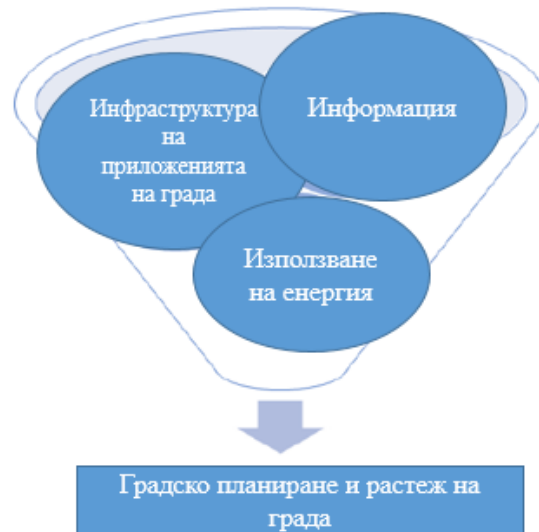 Инфраструктура
на
приложенията
на града
Информация
Използване
на енергия
Градско планиране и растеж на
града